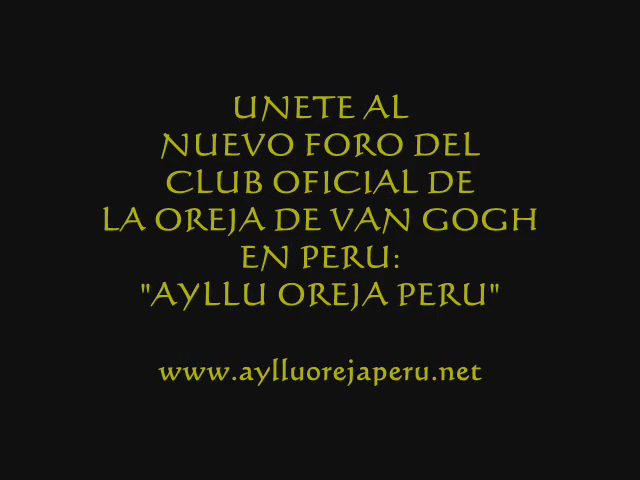 UNETE AL
NUEVO FORO DEL
CLUB OFICIAL DE
LA OREJA DE VAN GOGH
EN PERU:
"AYLLU OREJA PERU"
www.aylluorejaperu.net